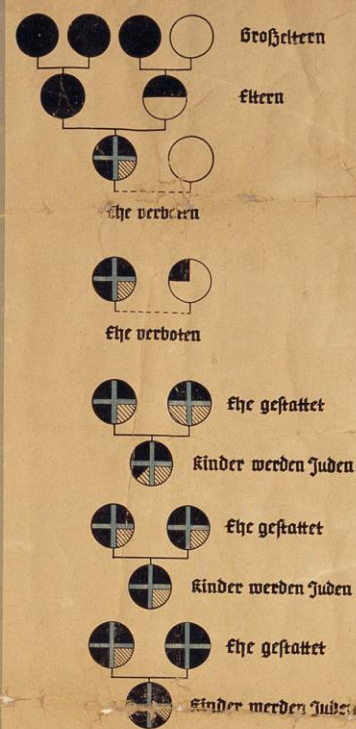 Großeltern
Eltern
Ehe verboten
Ehe verboten
Ehe gestattet
Kinder werden Juden
Ehe gestattet
Kinder werden Juden
Ehe gestattet
Kinder werden Juden